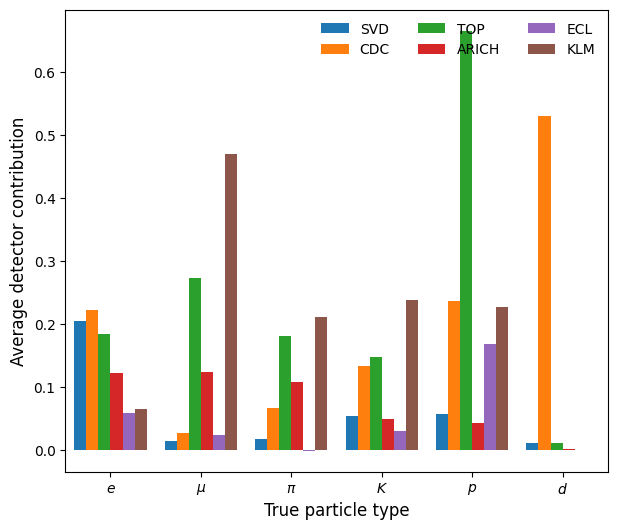 SVD TOP ECL
CDC ARICH KLM
0.6
0.5
0.4
0.3
0.2
0.1
0.0
Average detector contribution
e μ π K p d
True particle type